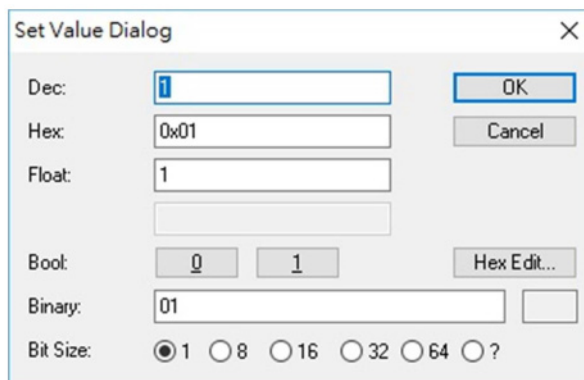 Set Value Dialog
Dec: 1 OK
Hex: 0x01 Cancel
Float: 1
Bool: 0 1 Hex Edit...
Binary: 01
Bit Size: 1 8 16 32 64 ?